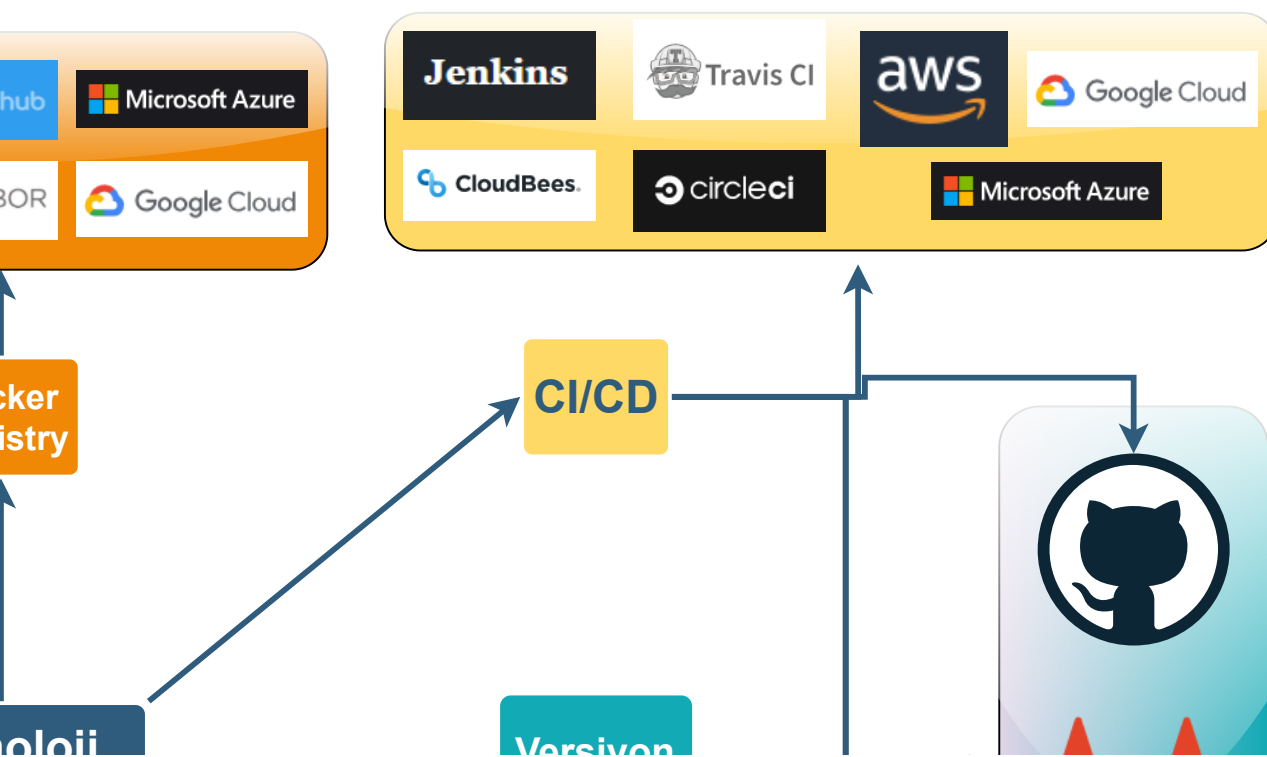 hub
Microsoft Azure
BOR
Google Cloud
Jenkins
Travis CI
aws
Google Cloud
CloudBees.
circleci
Microsoft Azure
cker
istry
CI/CD
noloji
Versiyon